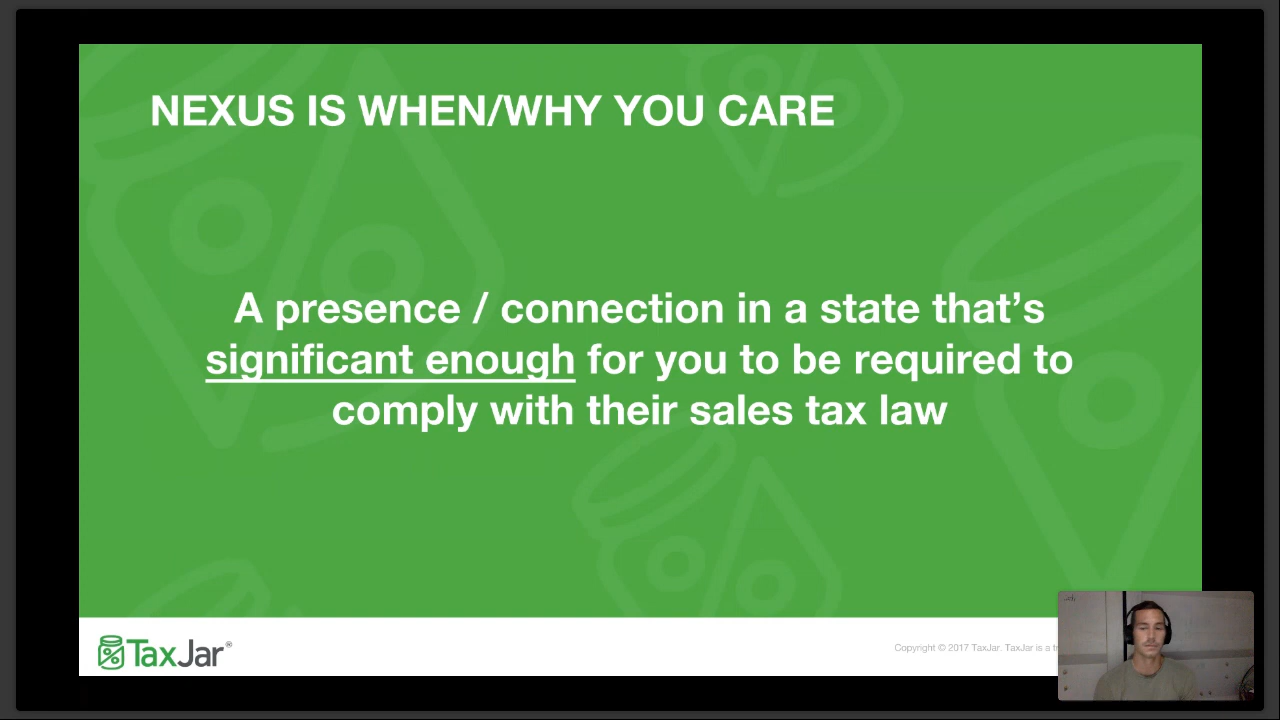 NEXUS IS WHEN/WHY YOU CARE
A presence / connection in a state that’s
significant enough for you to be required to
comply with their sales tax law
TaxJar®
Copyright © 2017 TaxJar. TaxJar is a